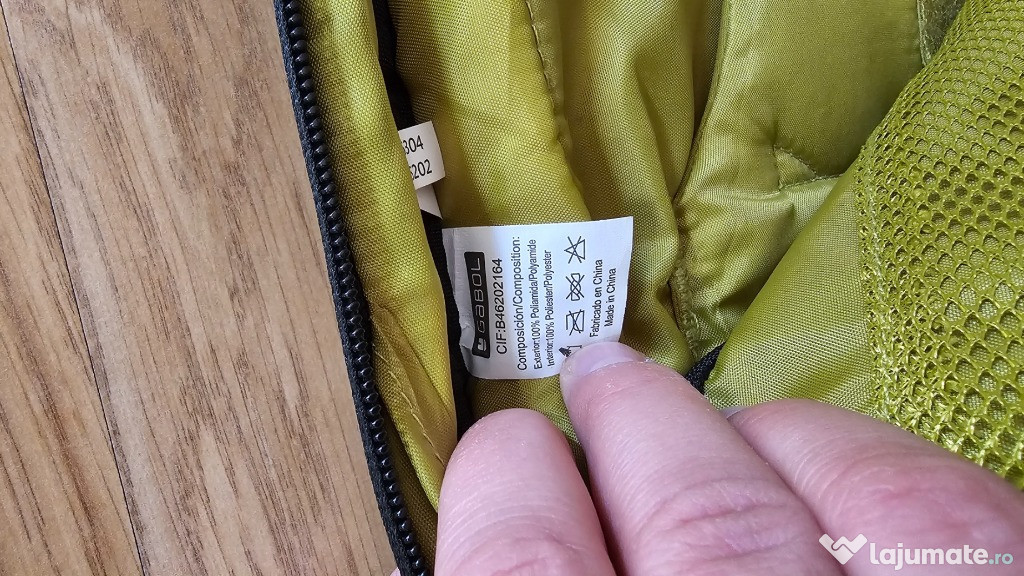 304
202
GABOL
CIF:B46202164
Composición/Composition:
Exterior:100% Poliamida/Polyamide
Interior:100% Poliester/Polyester
Fabricado en China
Made in China
lajumate.ro